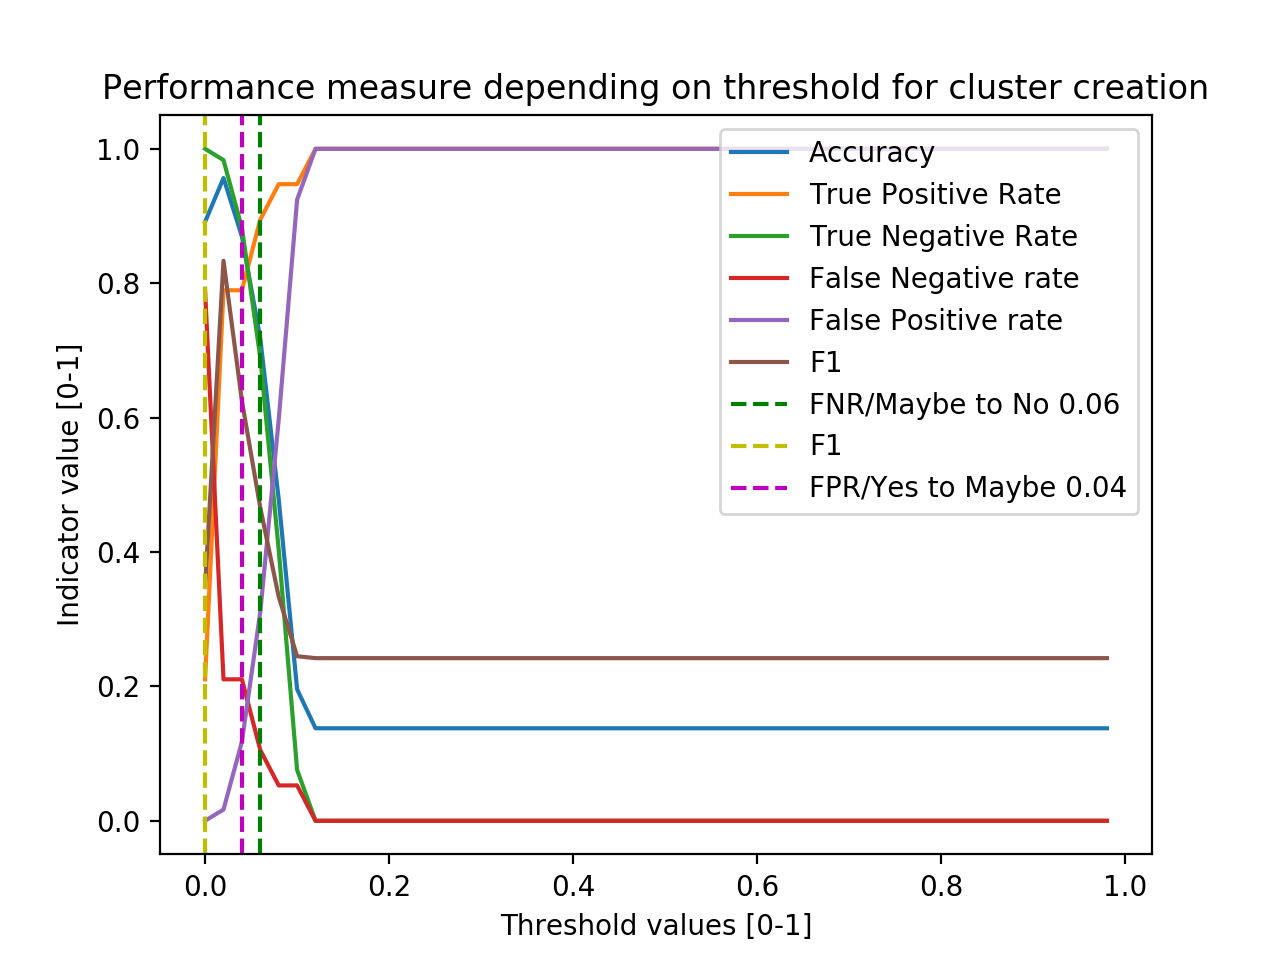 Performance measure depending on threshold for cluster creation
Indicator value [0-1]
1.0
0.8
0.6
0.4
0.2
0.0
Accuracy
True Positive Rate
True Negative Rate
False Negative rate
False Positive rate
F1
FNR/Maybe to No 0.06
F1
FPR/Yes to Maybe 0.04
0.0 0.2 0.4 0.6 0.8 1.0
Threshold values [0-1]